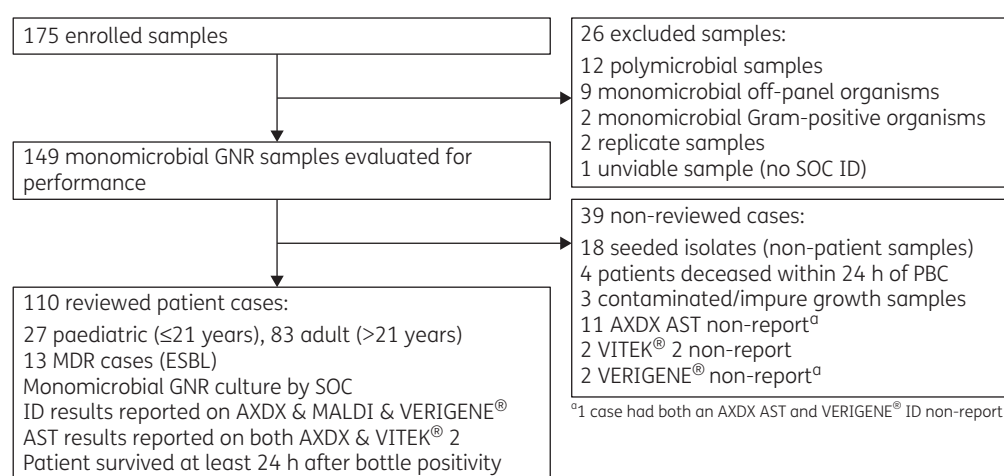 175 enrolled samples
26 excluded samples:
12 polymicrobial samples
9 monomicrobial off-panel organisms
2 monomicrobial Gram-positive organisms
2 replicate samples
1 unviable sample (no SOC ID)
149 monomicrobial GNR samples evaluated for
performance
39 non-reviewed cases:
18 seeded isolates (non-patient samples)
4 patients deceased within 24 h of PBC
3 contaminated/impure growth samples
11 AXDX AST non-reportᵃ
2 VITEK® 2 non-report
2 VERIGENE® non-reportᵃ
ᵃ1 case had both an AXDX AST and VERIGENE® ID non-report
110 reviewed patient cases:
27 paediatric (≤21 years), 83 adult (>21 years)
13 MDR cases (ESBL)
Monomicrobial GNR culture by SOC
ID results reported on AXDX & MALDI & VERIGENE®
AST results reported on both AXDX & VITEK® 2
Patient survived at least 24 h after bottle positivity